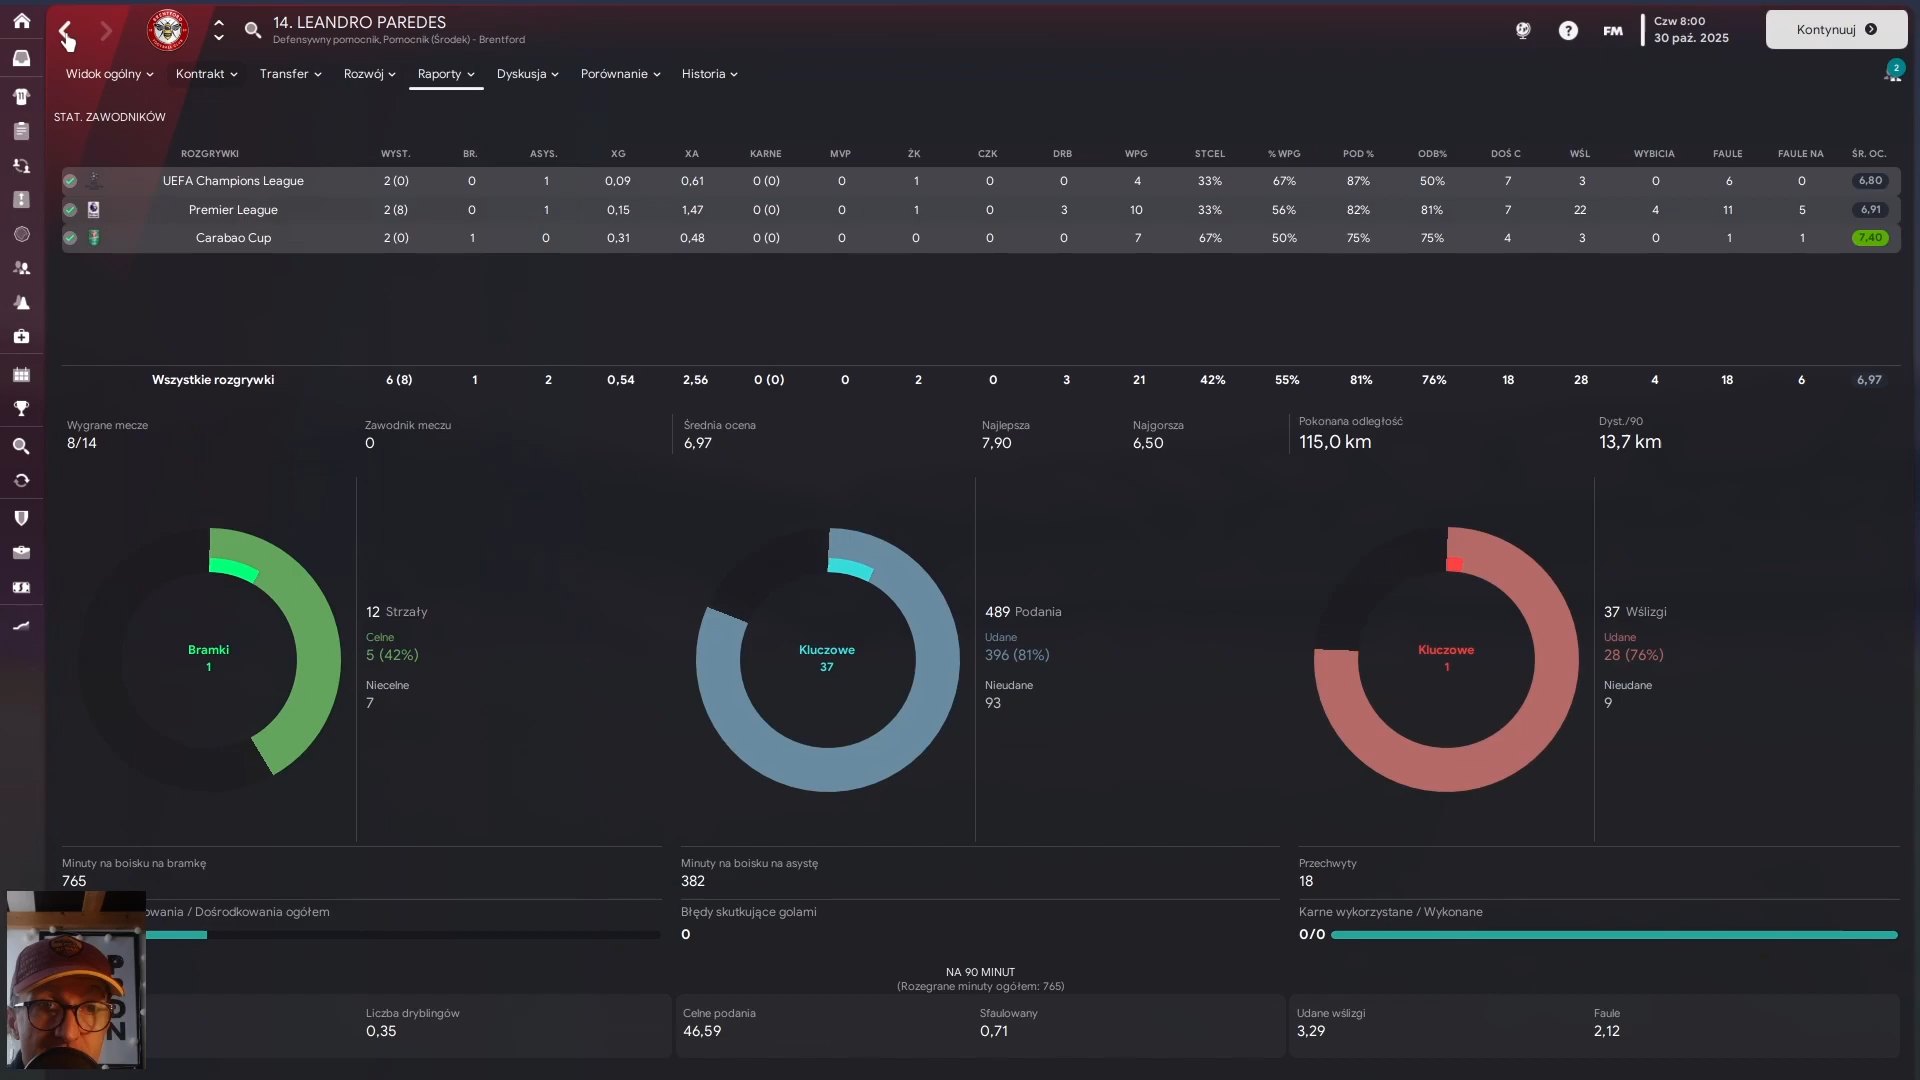 14. LEANDRO PAREDES
Defensywny pomocnik, Pomocnik (Środek) - Brentford
FM
Czw 8:00
30 paź. 2025
Kontynuuj
Widok ogólny
Kontrakt
Transfer
Rozwój
Raporty
Dyskusja
Porównanie
Historia
2
STAT. ZAWODNIKÓW
ROZGRYWKI WYST. BR. ASYS. XG XA KARNE MVP ŻK CZK DRB WPG STCEL % WPG POD % ODB% DOŚ C WŚL WYBICIA FAULE FAULE NA ŚR. OC.
UEFA Champions League 2 (0) 0 1 0,09 0,61 0 (0) 0 1 0 0 4 33% 67% 87% 50% 7 3 0 6 0 6,80
Premier League 2 (8) 0 1 0,15 1,47 0 (0) 0 1 0 3 10 33% 56% 82% 81% 7 22 4 11 5 6,91
Carabao Cup 2 (0) 1 0 0,31 0,48 0 (0) 0 0 0 0 7 67% 50% 75% 75% 4 3 0 1 1 7,40
Wszystkie rozgrywki 6 (8) 1 2 0,54 2,56 0 (0) 0 2 0 3 21 42% 55% 81% 76% 18 28 4 18 6 6,97
Wygrane mecze
8/14
Zawodnik meczu
0
Średnia ocena
6,97
Najlepsza
7,90
Najgorsza
6,50
Pokonana odległość
115,0 km
Dyst./90
13,7 km
Bramki
1
12 Strzały
Celne
5 (42%)
Niecelne
7
Kluczowe
37
489 Podania
Udane
396 (81%)
Nieudane
93
Kluczowe
1
37 Wślizgi
Udane
28 (76%)
Nieudane
9
Minuty na boisku na bramkę
765
Minuty na boisku na asystę
382
Przechwyty
18
owania / Dośrodkowania ogółem
Błędy skutkujące golami
0
Karne wykorzystane / Wykonane
0/0
NA 90 MINUT
(Rozegrane minuty ogółem: 765)
Liczba dryblingów
0,35
Celne podania
46,59
Sfaulowany
0,71
Udane wślizgi
3,29
Faule
2,12